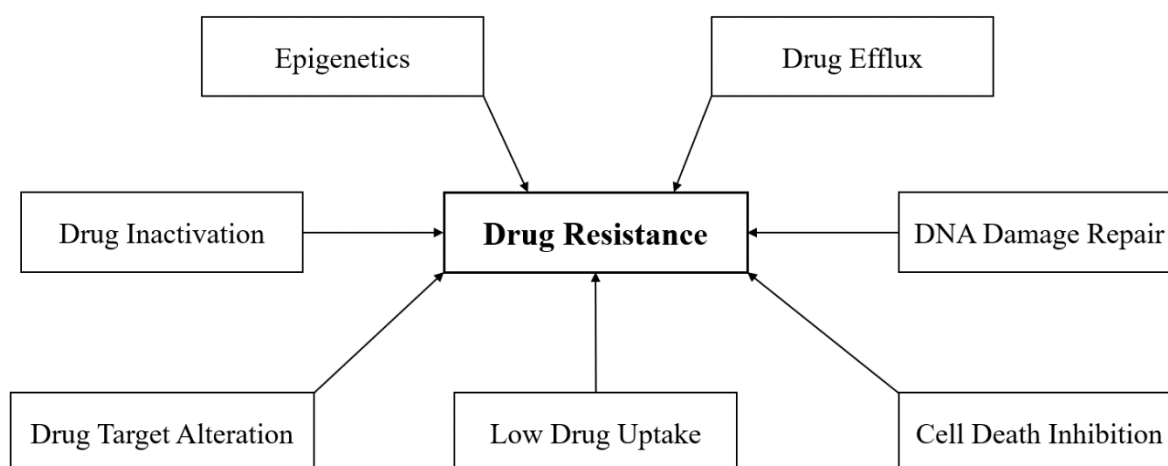 Epigenetics
Drug Efflux
Drug Inactivation
Drug Resistance
DNA Damage Repair
Drug Target Alteration
Low Drug Uptake
Cell Death Inhibition